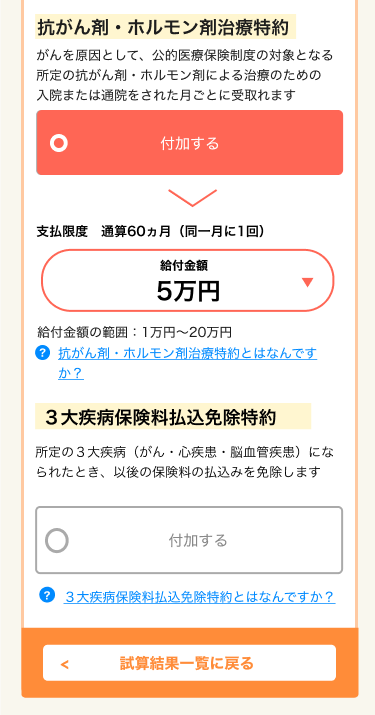 抗がん剤・ホルモン剤治療特約
がんを原因として、公的医療保険制度の対象となる
所定の抗がん剤・ホルモン剤による治療のための
入院または通院をされた月ごとに受取れます
付加する
支払限度　通算60ヵ月（同一月に1回）
給付金額
5万円
給付金額の範囲：1万円〜20万円
? 抗がん剤・ホルモン剤治療特約とはなんです
か？
３大疾病保険料払込免除特約
所定の３大疾病（がん・心疾患・脳血管疾患）にな
られたとき、以後の保険料の払込みを免除します
付加する
? ３大疾病保険料払込免除特約とはなんですか？
< 試算結果一覧に戻る